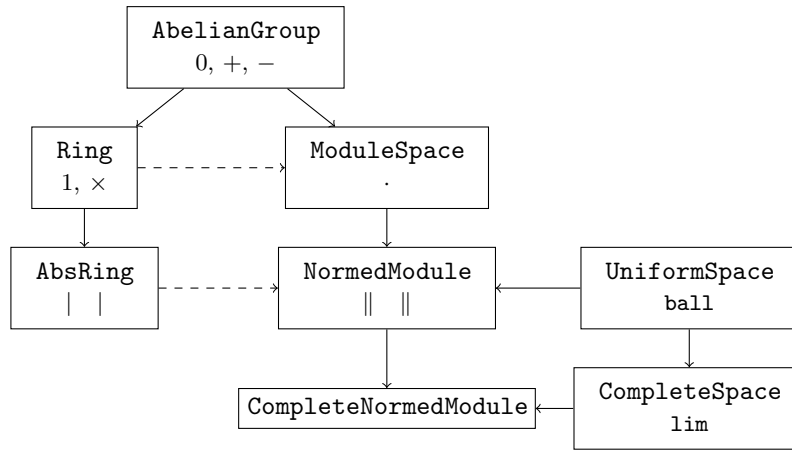 AbelianGroup
0, +, −
Ring
1, ×
ModuleSpace
.
AbsRing
| |
NormedModule
‖ ‖
UniformSpace
ball
CompleteNormedModule
CompleteSpace
lim